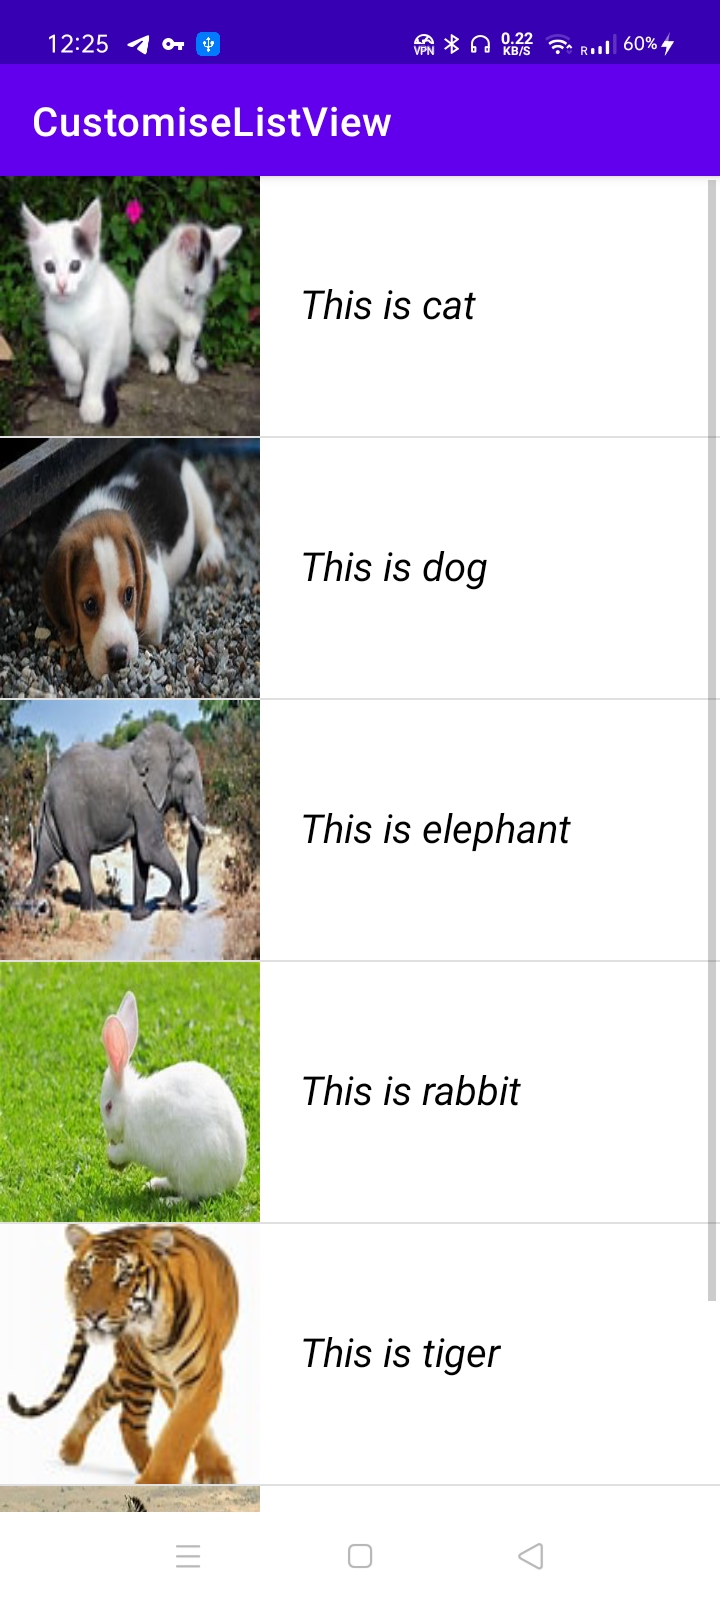 12:25 VPN 0.22 KB/S R 60%
CustomiseListView
This is cat
This is dog
This is elephant
This is rabbit
This is tiger